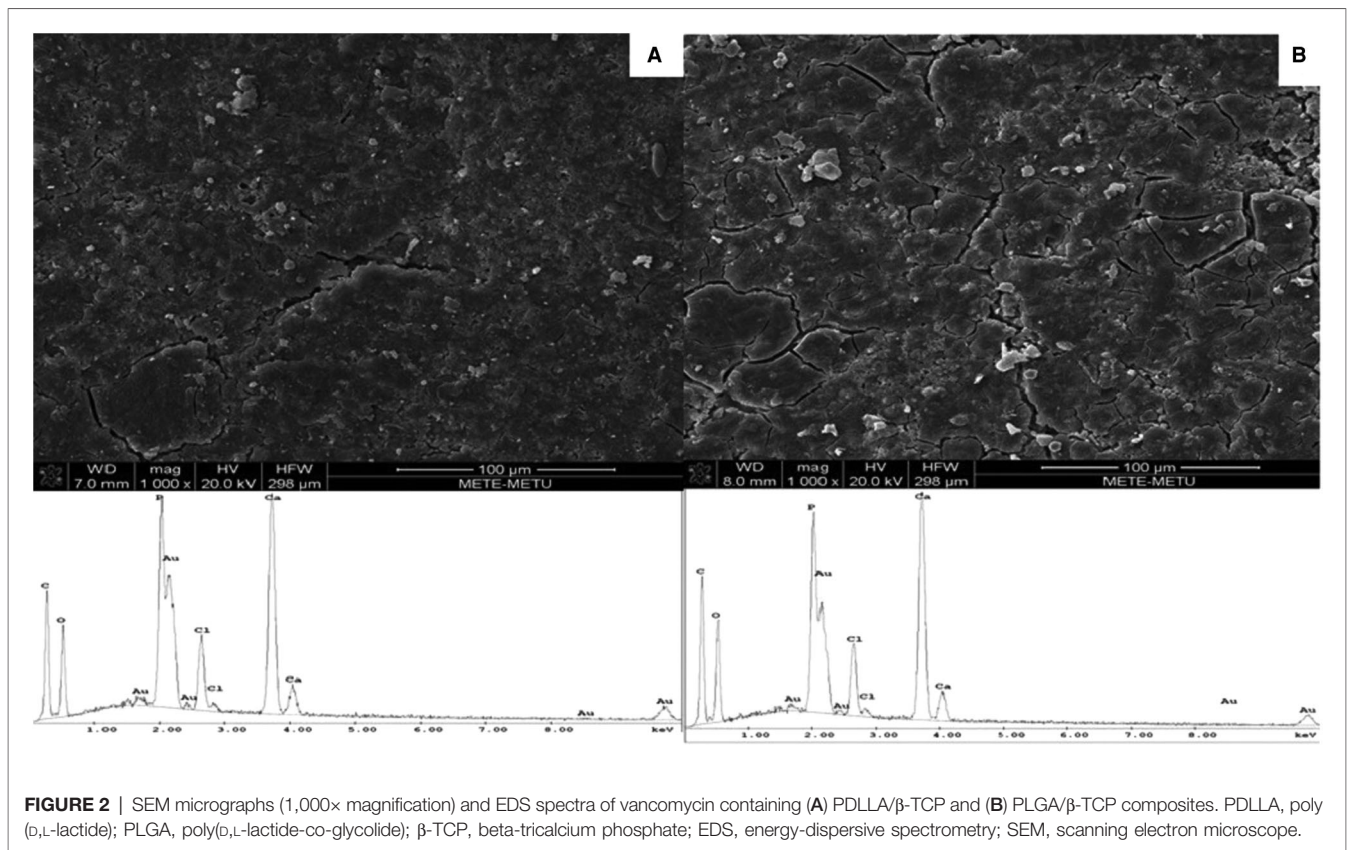 A
B
WD mag HV HFW 100 µm
7.0 mm 1 000 x 20.0 kV 298 µm METE-METU
WD mag HV HFW 100 µm
8.0 mm 1 000 x 20.0 kV 298 µm METE-METU
P Ca
Au
C
O Cl
Au Au Cl Ca Au Au
1.00 2.00 3.00 4.00 6.00 8.00 keV
Ca
P
C Au
O Cl
Au Au Cl Ca Au Au
1.00 2.00 3.00 4.00 5.00 6.00 7.00 8.00 keV
FIGURE 2 | SEM micrographs (1,000× magnification) and EDS spectra of vancomycin containing (A) PDLLA/β-TCP and (B) PLGA/β-TCP composites. PDLLA, poly
(D,L-lactide); PLGA, poly(D,L-lactide-co-glycolide); β-TCP, beta-tricalcium phosphate; EDS, energy-dispersive spectrometry; SEM, scanning electron microscope.